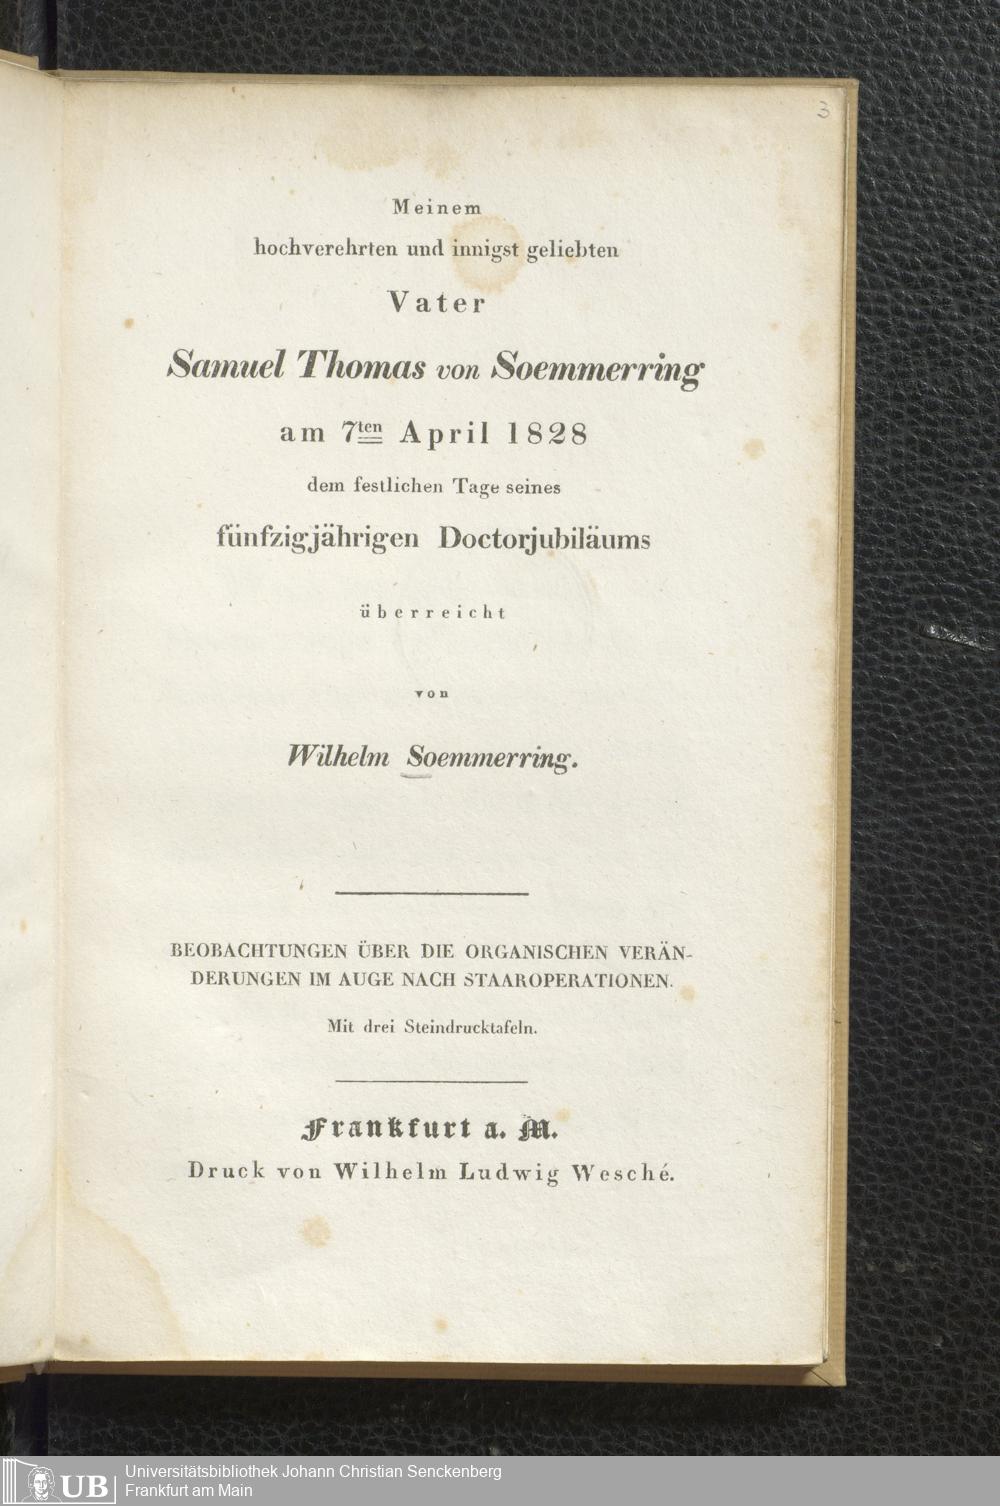 3
Meinem
hochverehrten und innigst geliebten
Vater
Samuel Thomas von Soemmerring
am 7ten April 1828
dem festlichen Tage seines
fünfzigjährigen Doctorjubiläums
überreicht
von
Wilhelm Soemmerring.
BEOBACHTUNGEN ÜBER DIE ORGANISCHEN VERÄN-
DERUNGEN IM AUGE NACH STAAROPERATIONEN.
Mit drei Steindrucktafeln.
Frankfurt a. M.
Druck von Wilhelm Ludwig Wesché.
UB
Universitätsbibliothek Johann Christian Senckenberg
Frankfurt am Main